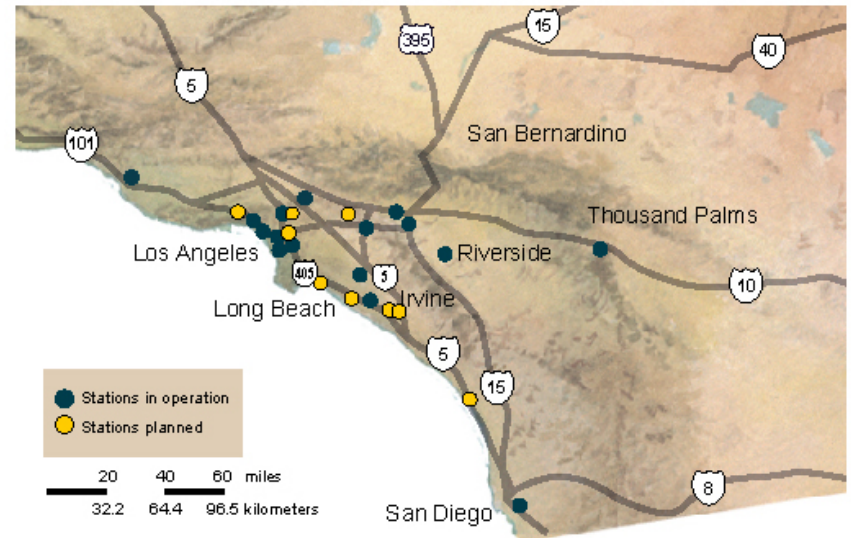 15
395
40
5
101
San Bernardino
Thousand Palms
Los Angeles
Riverside
405
5
10
Long Beach
Irvine
5
15
Stations in operation
Stations planned
20 40 60 miles
32.2 64.4 96.5 kilometers
8
San Diego